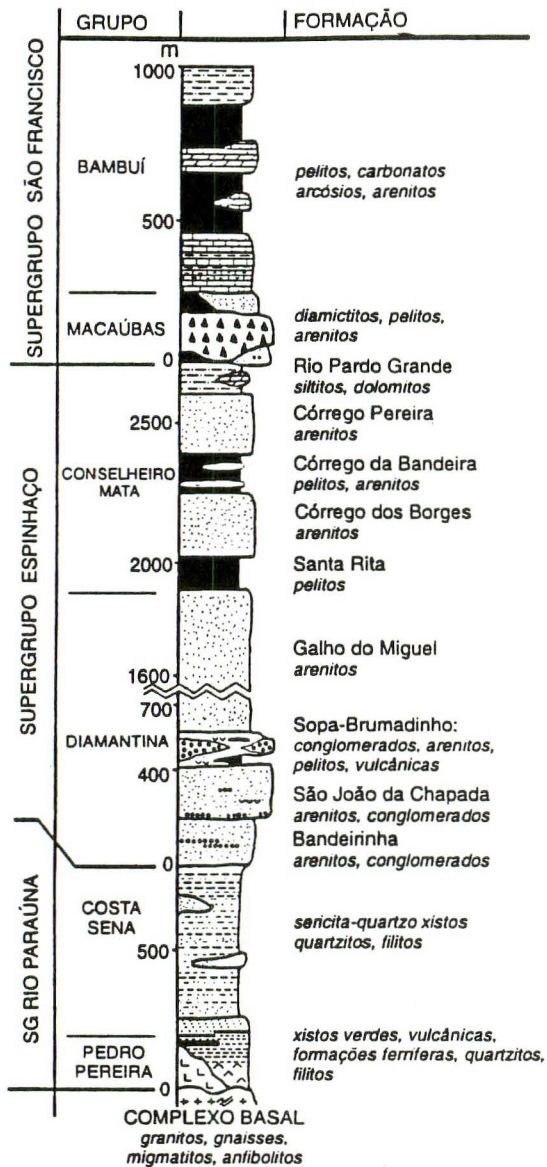 GRUPO
FORMAÇÃO
m
SUPERGRUPO SÃO FRANCISCO
1000
BAMBUÍ
pelitos, carbonatos
arcósios, arenitos
500
MACAÚBAS
diamictitos, pelitos,
arenitos
0
SUPERGRUPO ESPINHAÇO
Rio Pardo Grande
siltitos, dolomitos
2500
Córrego Pereira
arenitos
CONSELHEIRO
MATA
Córrego da Bandeira
pelitos, arenitos
Córrego dos Borges
arenitos
2000
Santa Rita
pelitos
Galho do Miguel
arenitos
1600
700
DIAMANTINA
Sopa-Brumadinho:
conglomerados, arenitos,
pelitos, vulcânicas
400
São João da Chapada
arenitos, conglomerados
Bandeirinha
arenitos, conglomerados
0
SG RIO PARAÚNA
COSTA
SENA
sericita-quartzo xistos
quartzitos, filitos
500
PEDRO
PEREIRA
xistos verdes, vulcânicas,
formações ferríferas, quartzitos,
filitos
0
COMPLEXO BASAL
granitos, gnaisses,
migmatitos, anfibolitos